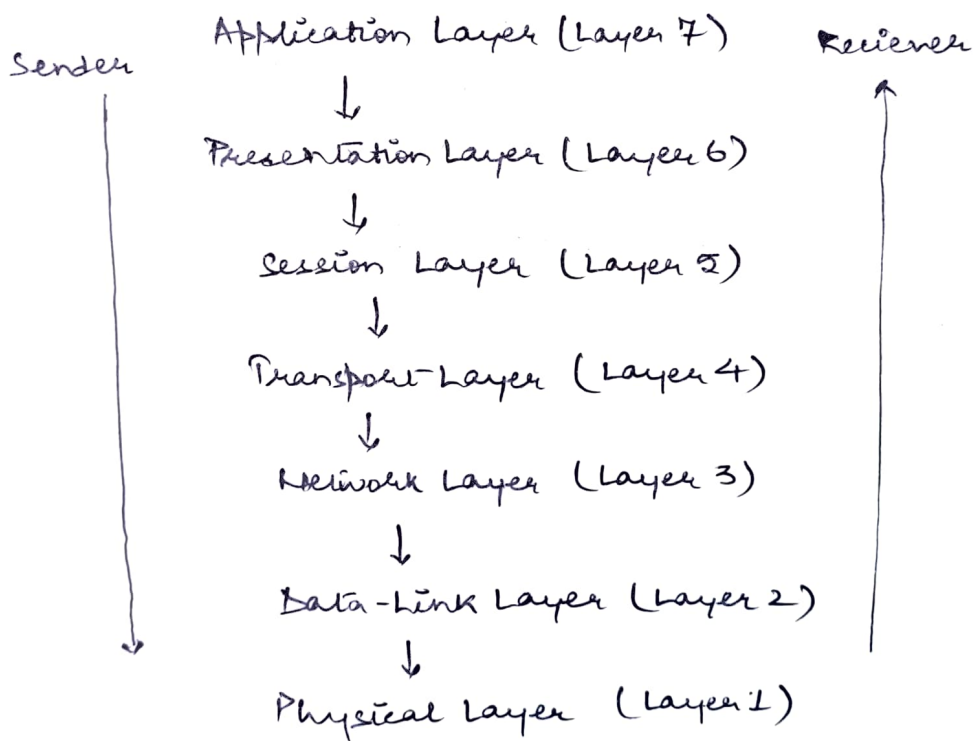 Application Layer (Layer 7)
Sender
Reciever
Presentation Layer (Layer 6)
Session Layer (Layer 5)
Transport Layer (Layer 4)
Network Layer (Layer 3)
Data-Link Layer (Layer 2)
Physical Layer (Layer 1)